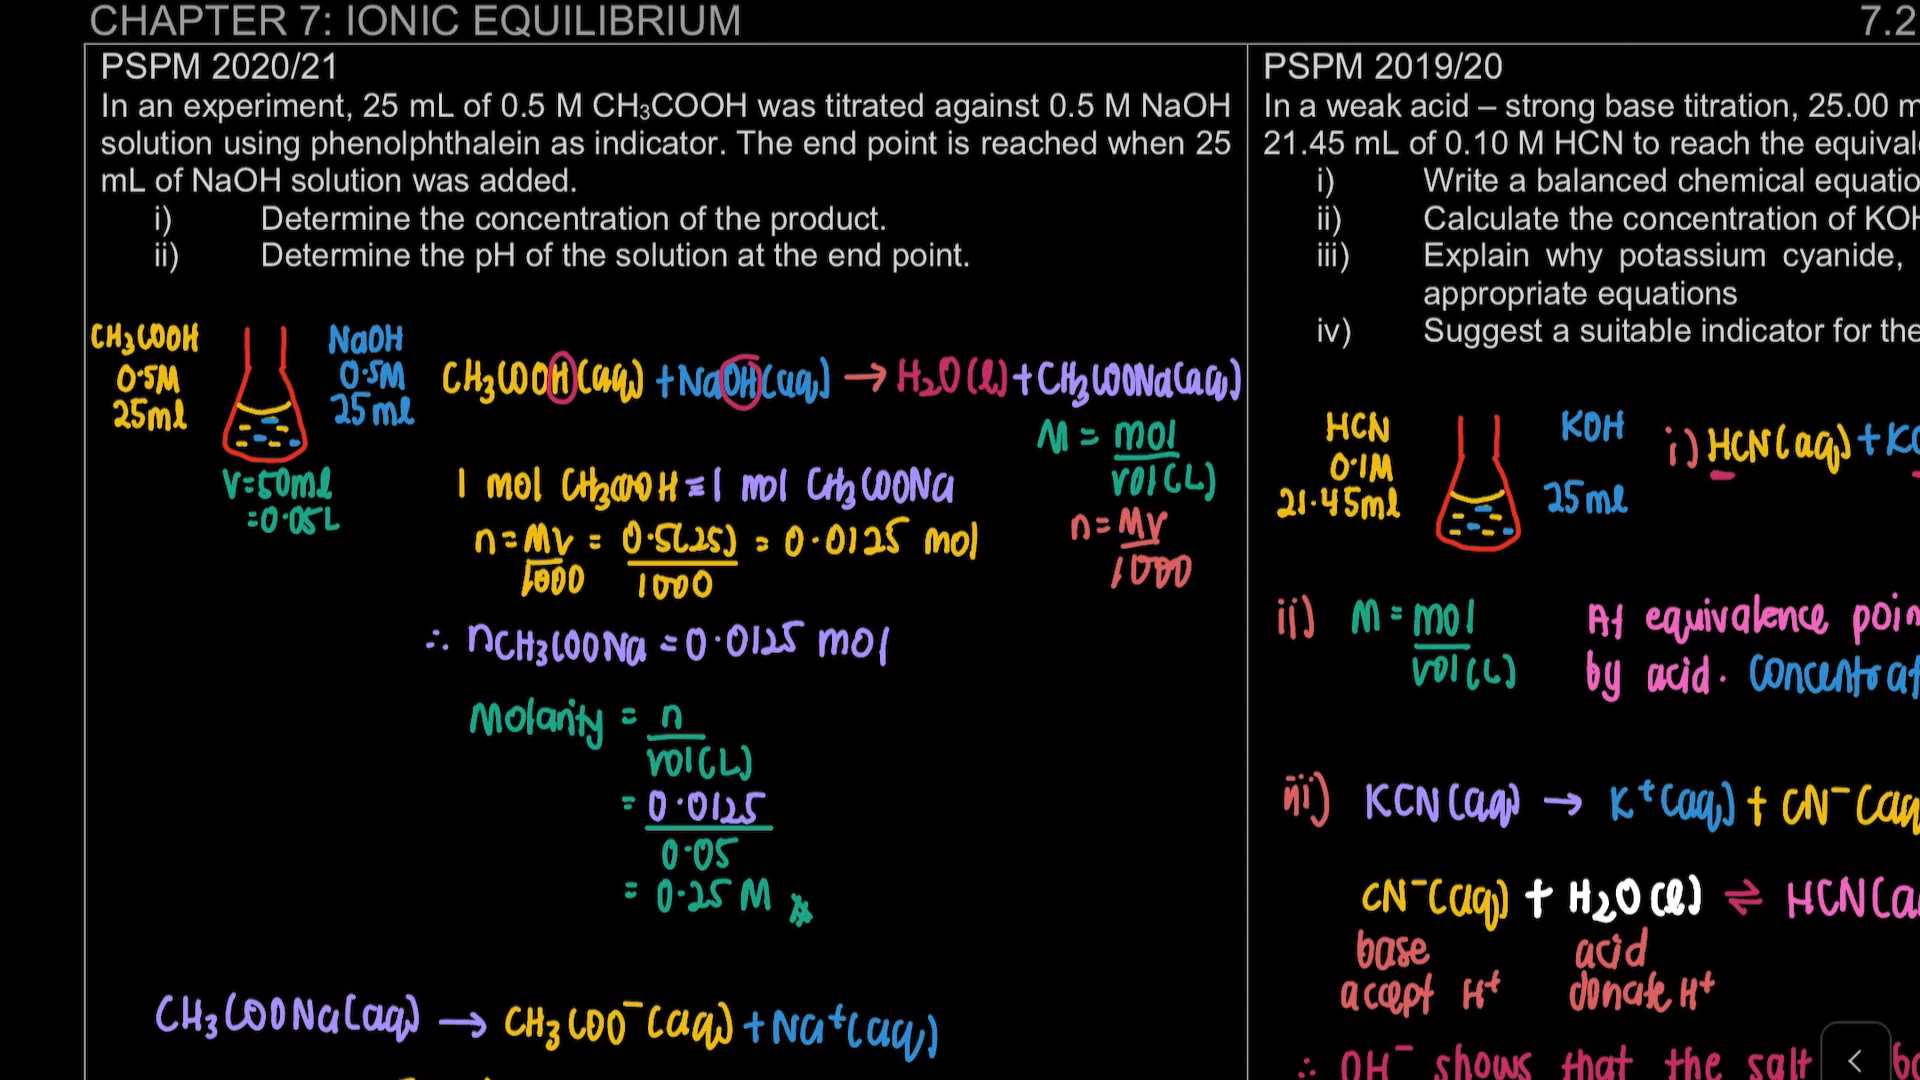 CHAPTER 7: IONIC EQUILIBRIUM
7.2
PSPM 2020/21
In an experiment, 25 mL of 0.5 M CH₃COOH was titrated against 0.5 M NaOH
solution using phenolphthalein as indicator. The end point is reached when 25
mL of NaOH solution was added.
i) Determine the concentration of the product.
ii) Determine the pH of the solution at the end point.
CH₃COOH
0.5M
25ml
NaOH
0.5M
25ml
V=50ml
=0.05L
CH₃COOH(aq) + NaOH(aq) → H₂O(l) + CH₃COONa(aq)
M = mol
vol(L)
n = MV
1000
1 mol CH₃COOH ≡ 1 mol CH₃COONa
n = MV = 0.5(25) = 0.0125 mol
1000 1000
∴ nCH₃COONa = 0.0125 mol
Molarity = n
vol(L)
= 0.0125
0.05
= 0.25 M
CH₃COONa(aq) → CH₃COO⁻(aq) + Na⁺(aq)
PSPM 2019/20
In a weak acid – strong base titration, 25.00 m
21.45 mL of 0.10 M HCN to reach the equival
i) Write a balanced chemical equatio
ii) Calculate the concentration of KOH
iii) Explain why potassium cyanide,
appropriate equations
iv) Suggest a suitable indicator for the
HCN
0.1M
21.45ml
KOH
25ml
i) HCN(aq) + KO
ii) M = mol
vol(L)
At equivalence poin
by acid. Concentrat
iii) KCN(aq) → K⁺(aq) + CN⁻(aq
CN⁻(aq) + H₂O(l) ⇌ HCN(a
base acid
accept H⁺ donate H⁺
∴ OH⁻ shows that the salt